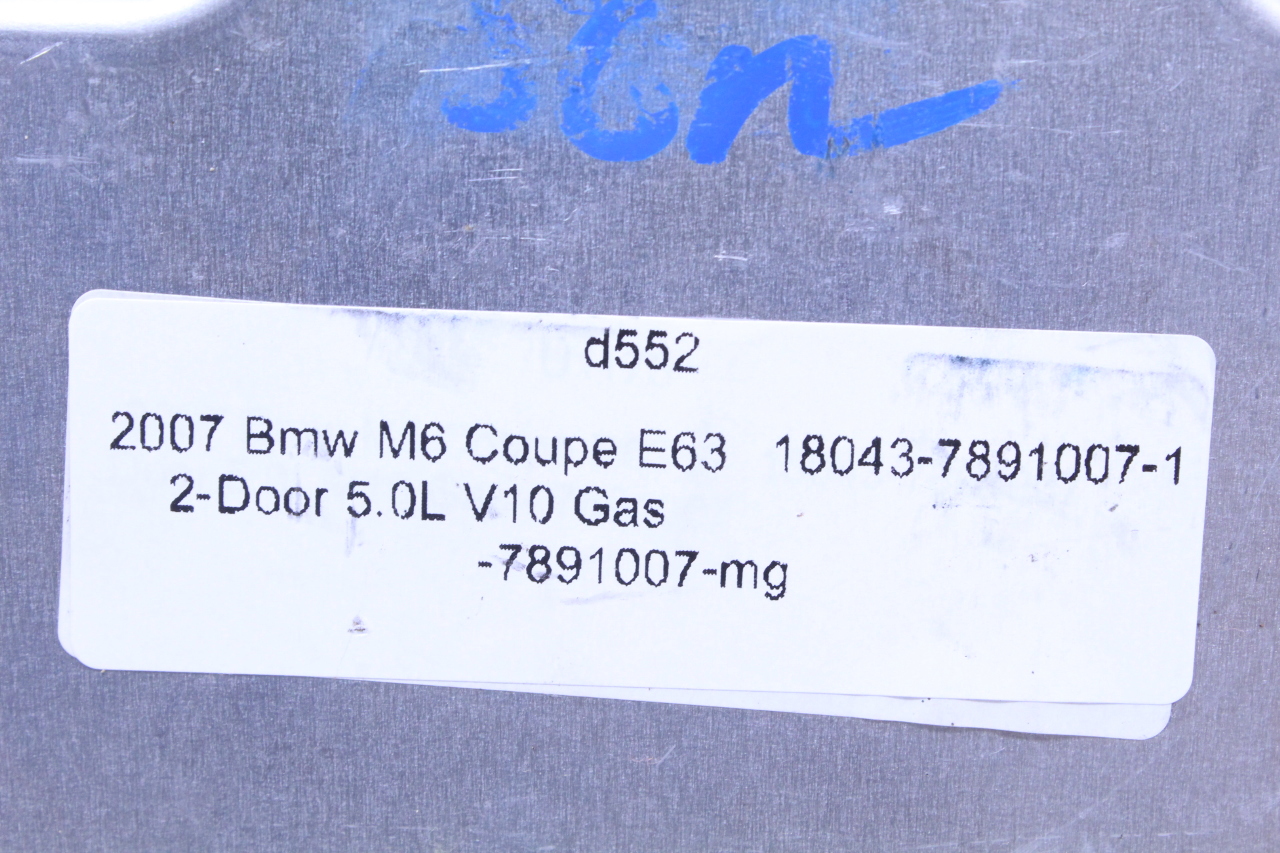 d552
2007 Bmw M6 Coupe E63 18043-7891007-1
2-Door 5.0L V10 Gas
-7891007-mg